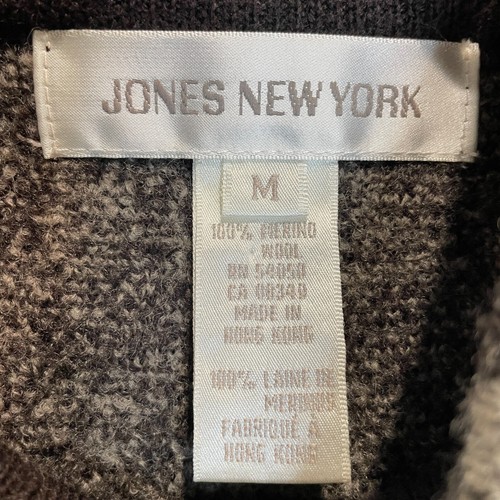 JONES NEW YORK
M
100% MERINO
WOOL
RN 54050
CA 00349
MADE IN
HONG KONG
100% LAINE DE
MERINOS
FABRIQUÉ A
HONG KONG